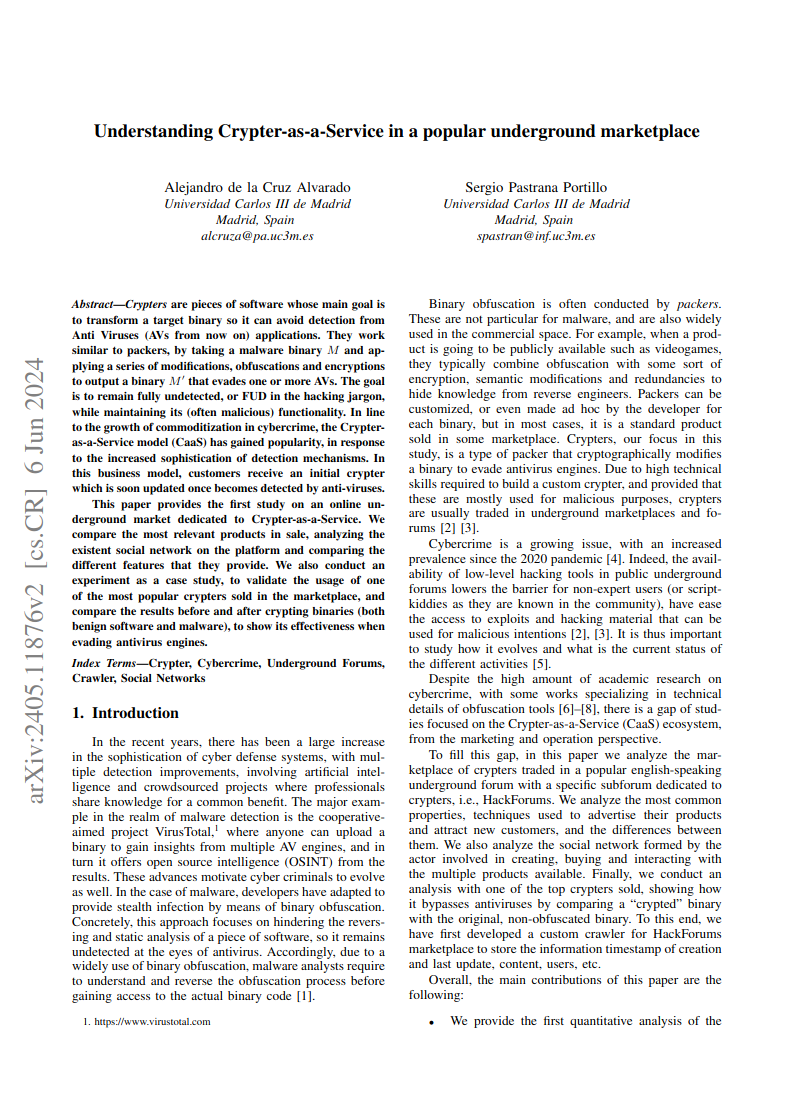 Understanding Crypter-as-a-Service in a popular underground marketplace
Alejandro de la Cruz Alvarado
Universidad Carlos III de Madrid
Madrid, Spain
alcruza@pa.uc3m.es
Sergio Pastrana Portillo
Universidad Carlos III de Madrid
Madrid, Spain
spastran@inf.uc3m.es
arXiv:2405.11876v2 [cs.CR] 6 Jun 2024
Abstract—Crypters are pieces of software whose main goal is
to transform a target binary so it can avoid detection from
Anti Viruses (AVs from now on) applications. They work
similar to packers, by taking a malware binary M and ap-
plying a series of modifications, obfuscations and encryptions
to output a binary M′ that evades one or more AVs. The goal
is to remain fully undetected, or FUD in the hacking jargon,
while maintaining its (often malicious) functionality. In line
to the growth of commoditization in cybercrime, the Crypter-
as-a-Service model (CaaS) has gained popularity, in response
to the increased sophistication of detection mechanisms. In
this business model, customers receive an initial crypter
which is soon updated once becomes detected by anti-viruses.
This paper provides the first study on an online un-
derground market dedicated to Crypter-as-a-Service. We
compare the most relevant products in sale, analyzing the
existent social network on the platform and comparing the
different features that they provide. We also conduct an
experiment as a case study, to validate the usage of one
of the most popular crypters sold in the marketplace, and
compare the results before and after crypting binaries (both
benign software and malware), to show its effectiveness when
evading antivirus engines.
Index Terms—Crypter, Cybercrime, Underground Forums,
Crawler, Social Networks
1. Introduction
In the recent years, there has been a large increase
in the sophistication of cyber defense systems, with mul-
tiple detection improvements, involving artificial intel-
ligence and crowdsourced projects where professionals
share knowledge for a common benefit. The major exam-
ple in the realm of malware detection is the cooperative-
aimed project VirusTotal,1 where anyone can upload a
binary to gain insights from multiple AV engines, and in
turn it offers open source intelligence (OSINT) from the
results. These advances motivate cyber criminals to evolve
as well. In the case of malware, developers have adapted to
provide stealth infection by means of binary obfuscation.
Concretely, this approach focuses on hindering the revers-
ing and static analysis of a piece of software, so it remains
undetected at the eyes of antivirus. Accordingly, due to a
widely use of binary obfuscation, malware analysts require
to understand and reverse the obfuscation process before
gaining access to the actual binary code [1].
1. https://www.virustotal.com
Binary obfuscation is often conducted by packers.
These are not particular for malware, and are also widely
used in the commercial space. For example, when a prod-
uct is going to be publicly available such as videogames,
they typically combine obfuscation with some sort of
encryption, semantic modifications and redundancies to
hide knowledge from reverse engineers. Packers can be
customized, or even made ad hoc by the developer for
each binary, but in most cases, it is a standard product
sold in some marketplace. Crypters, our focus in this
study, is a type of packer that cryptographically modifies
a binary to evade antivirus engines. Due to high technical
skills required to build a custom crypter, and provided that
these are mostly used for malicious purposes, crypters
are usually traded in underground marketplaces and fo-
rums [2] [3].
Cybercrime is a growing issue, with an increased
prevalence since the 2020 pandemic [4]. Indeed, the avail-
ability of low-level hacking tools in public underground
forums lowers the barrier for non-expert users (or script-
kiddies as they are known in the community), have ease
the access to exploits and hacking material that can be
used for malicious intentions [2], [3]. It is thus important
to study how it evolves and what is the current status of
the different activities [5].
Despite the high amount of academic research on
cybercrime, with some works specializing in technical
details of obfuscation tools [6]–[8], there is a gap of stud-
ies focused on the Crypter-as-a-Service (CaaS) ecosystem,
from the marketing and operation perspective.
To fill this gap, in this paper we analyze the mar-
ketplace of crypters traded in a popular english-speaking
underground forum with a specific subforum dedicated to
crypters, i.e., HackForums. We analyze the most common
properties, techniques used to advertise their products
and attract new customers, and the differences between
them. We also analyze the social network formed by the
actor involved in creating, buying and interacting with
the multiple products available. Finally, we conduct an
analysis with one of the top crypters sold, showing how
it bypasses antiviruses by comparing a “crypted” binary
with the original, non-obfuscated binary. To this end, we
have first developed a custom crawler for HackForums
marketplace to store the information timestamp of creation
and last update, content, users, etc.
Overall, the main contributions of this paper are the
following:
• We provide the first quantitative analysis of the